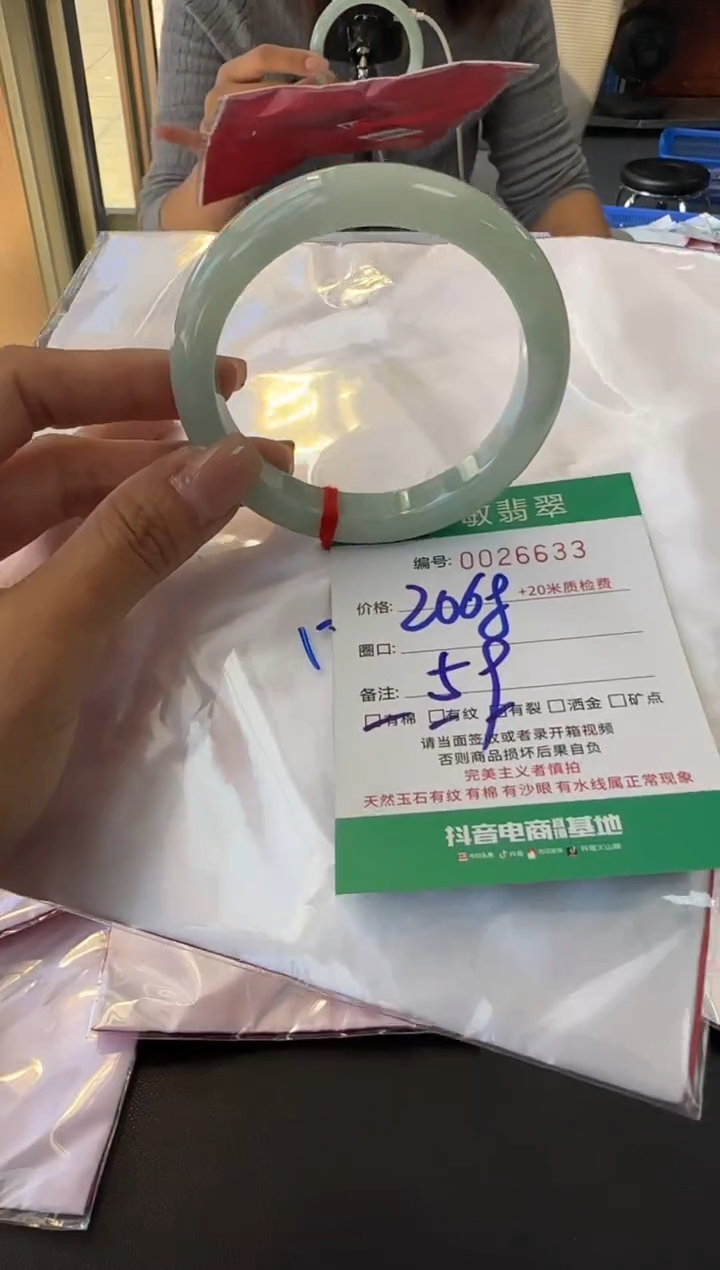 敏翡翠
编号: 0026633
价格: 2068 +20米质检费
圈口: 
备注: 58
□有棉 □有纹 □有裂 □洒金 □矿点
请当面签收或者录开箱视频
否则商品损坏后果自负
完美主义者慎拍
天然玉石有纹有棉有沙眼有水线属正常现象
抖音电商基地
抖音